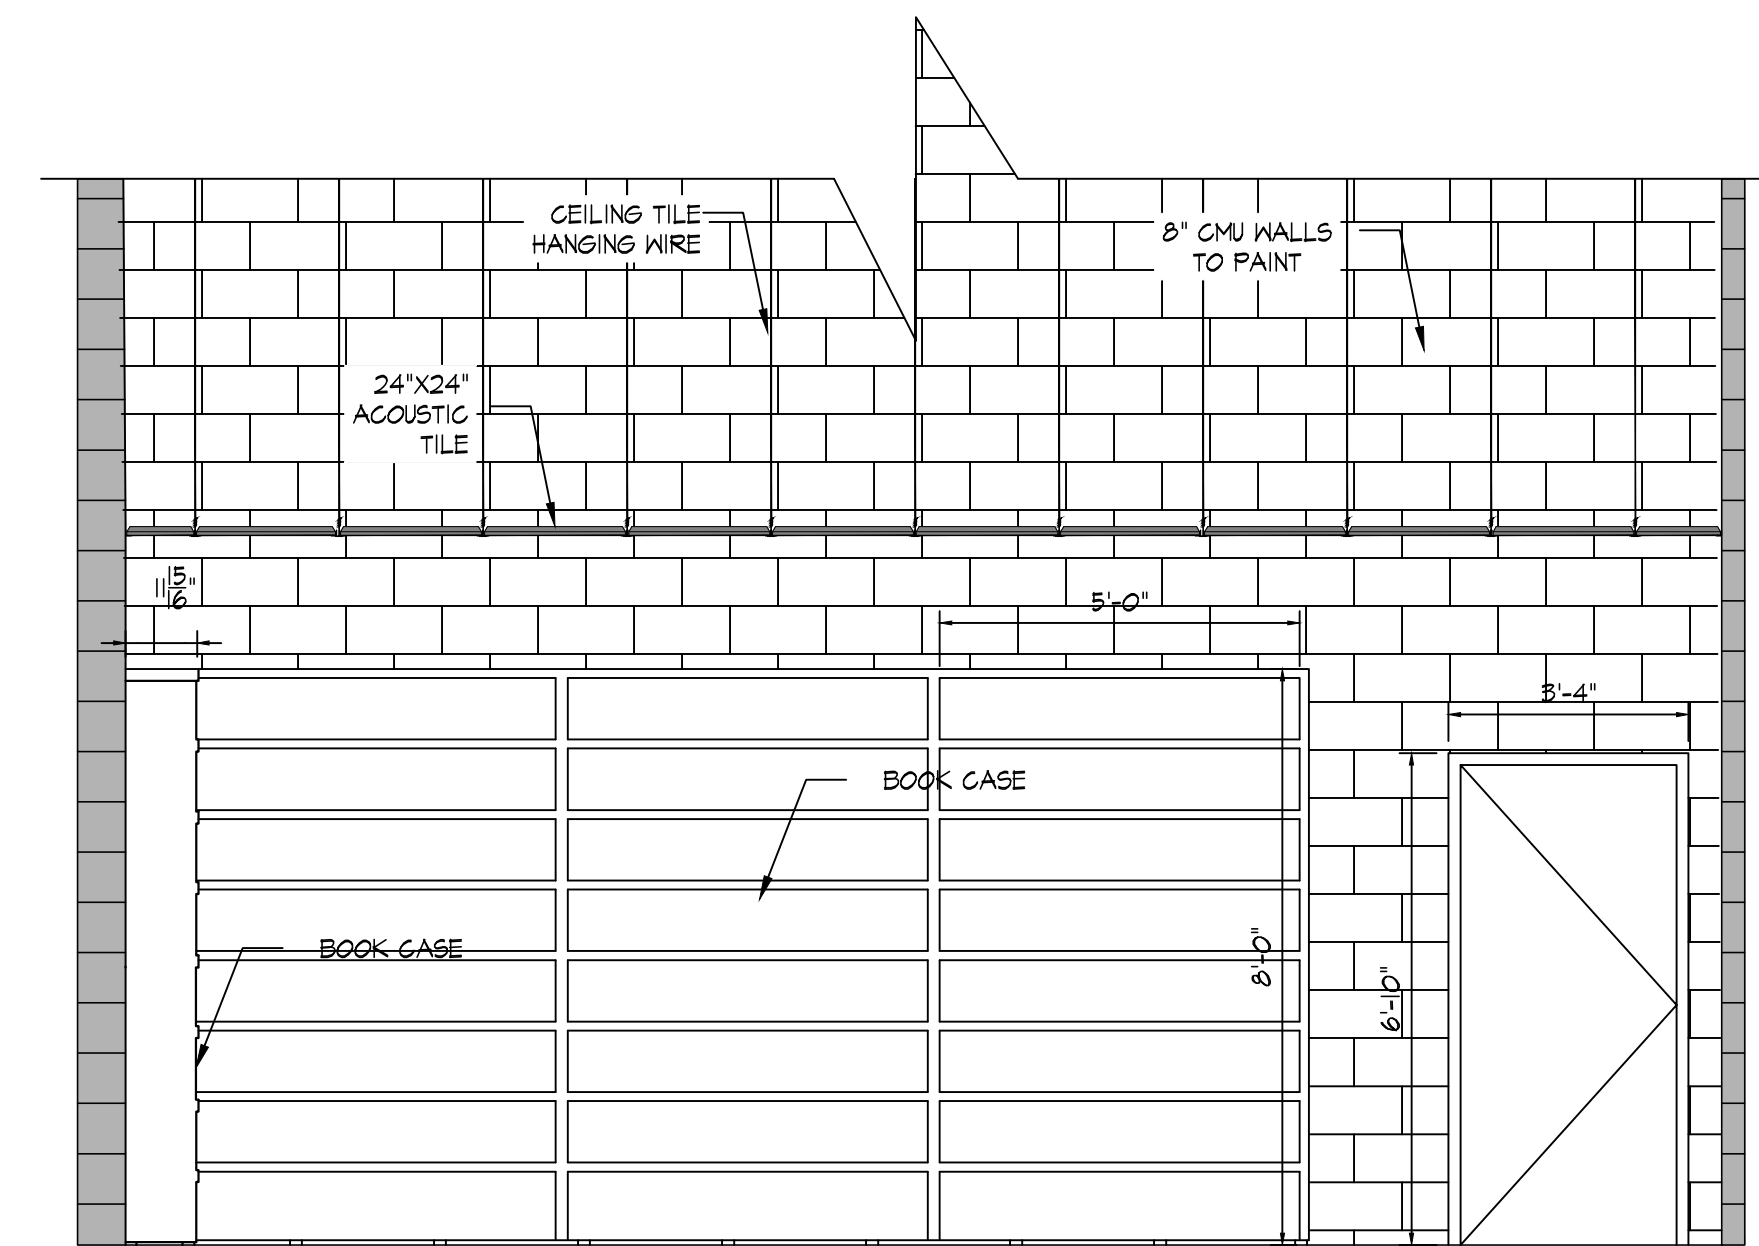 CEILING TILE
HANGING WIRE
8" CMU WALLS
TO PAINT
24"X24"
ACOUSTIC
TILE
11 15/16"
5'-0"
3'-4"
BOOK CASE
BOOK CASE
8'-0"
6'-10"